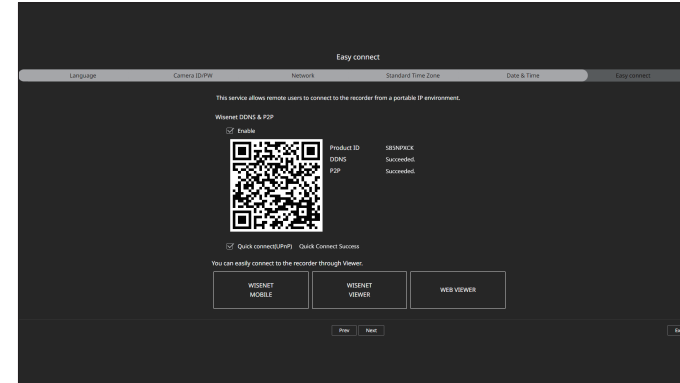 Easy connect
Language Camera ID/PW Network Standard Time Zone Date & Time Easy connect
This service allows remote users to connect to the recorder from a portable IP environment.
Wisenet DDNS & P2P
Enable
Product ID SB5NPXCK
DDNS Succeeded.
P2P Succeeded.
Quick connect(UPnP) Quick Connect Success
You can easily connect to the recorder through Viewer.
WISENET
MOBILE
WISENET
VIEWER
WEB VIEWER
Prev Next